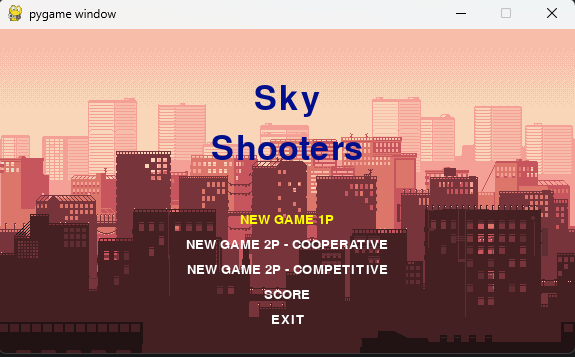 pygame window
Sky
Shooters
NEW GAME 1P
NEW GAME 2P - COOPERATIVE
NEW GAME 2P - COMPETITIVE
SCORE
EXIT